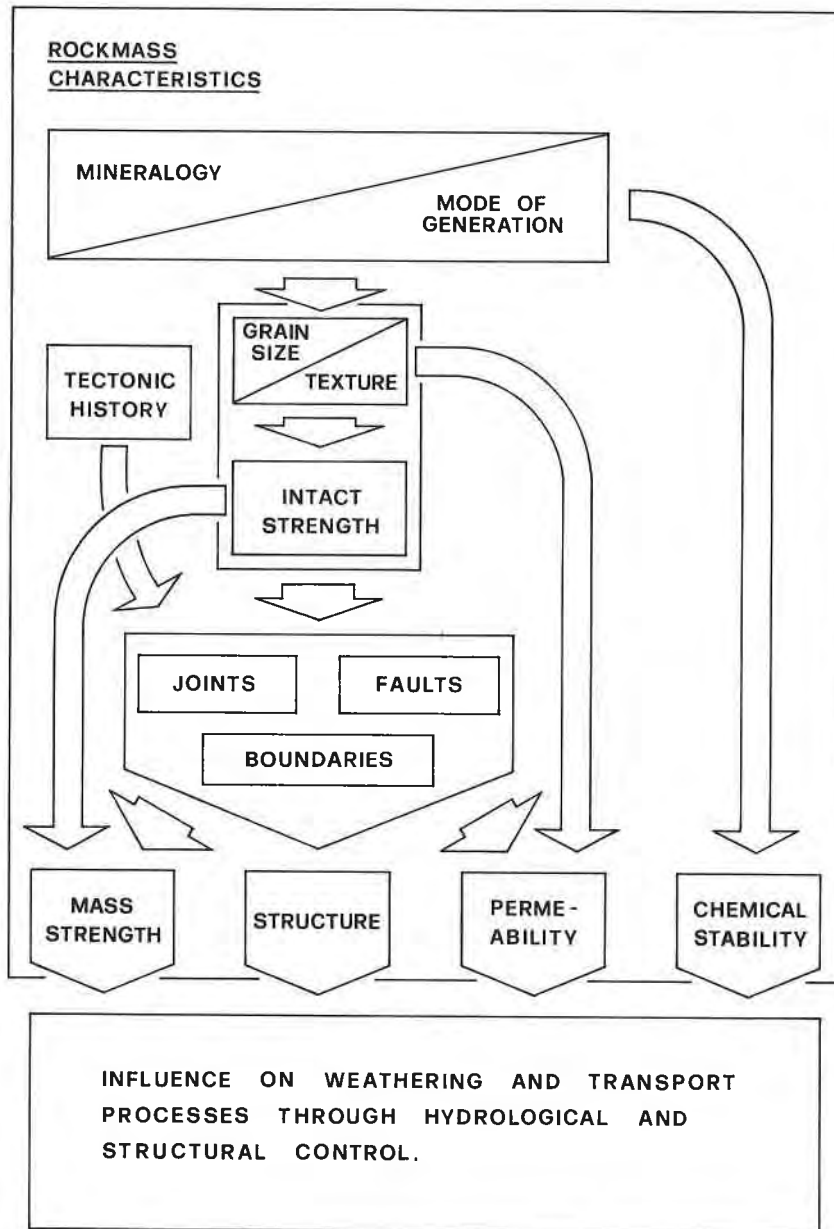 ROCKMASS
CHARACTERISTICS
MINERALOGY
MODE OF
GENERATION
GRAIN
SIZE
TEXTURE
TECTONIC
HISTORY
INTACT
STRENGTH
JOINTS
FAULTS
BOUNDARIES
MASS
STRENGTH
STRUCTURE
PERME-
ABILITY
CHEMICAL
STABILITY
INFLUENCE ON WEATHERING AND TRANSPORT
PROCESSES THROUGH HYDROLOGICAL AND
STRUCTURAL CONTROL.